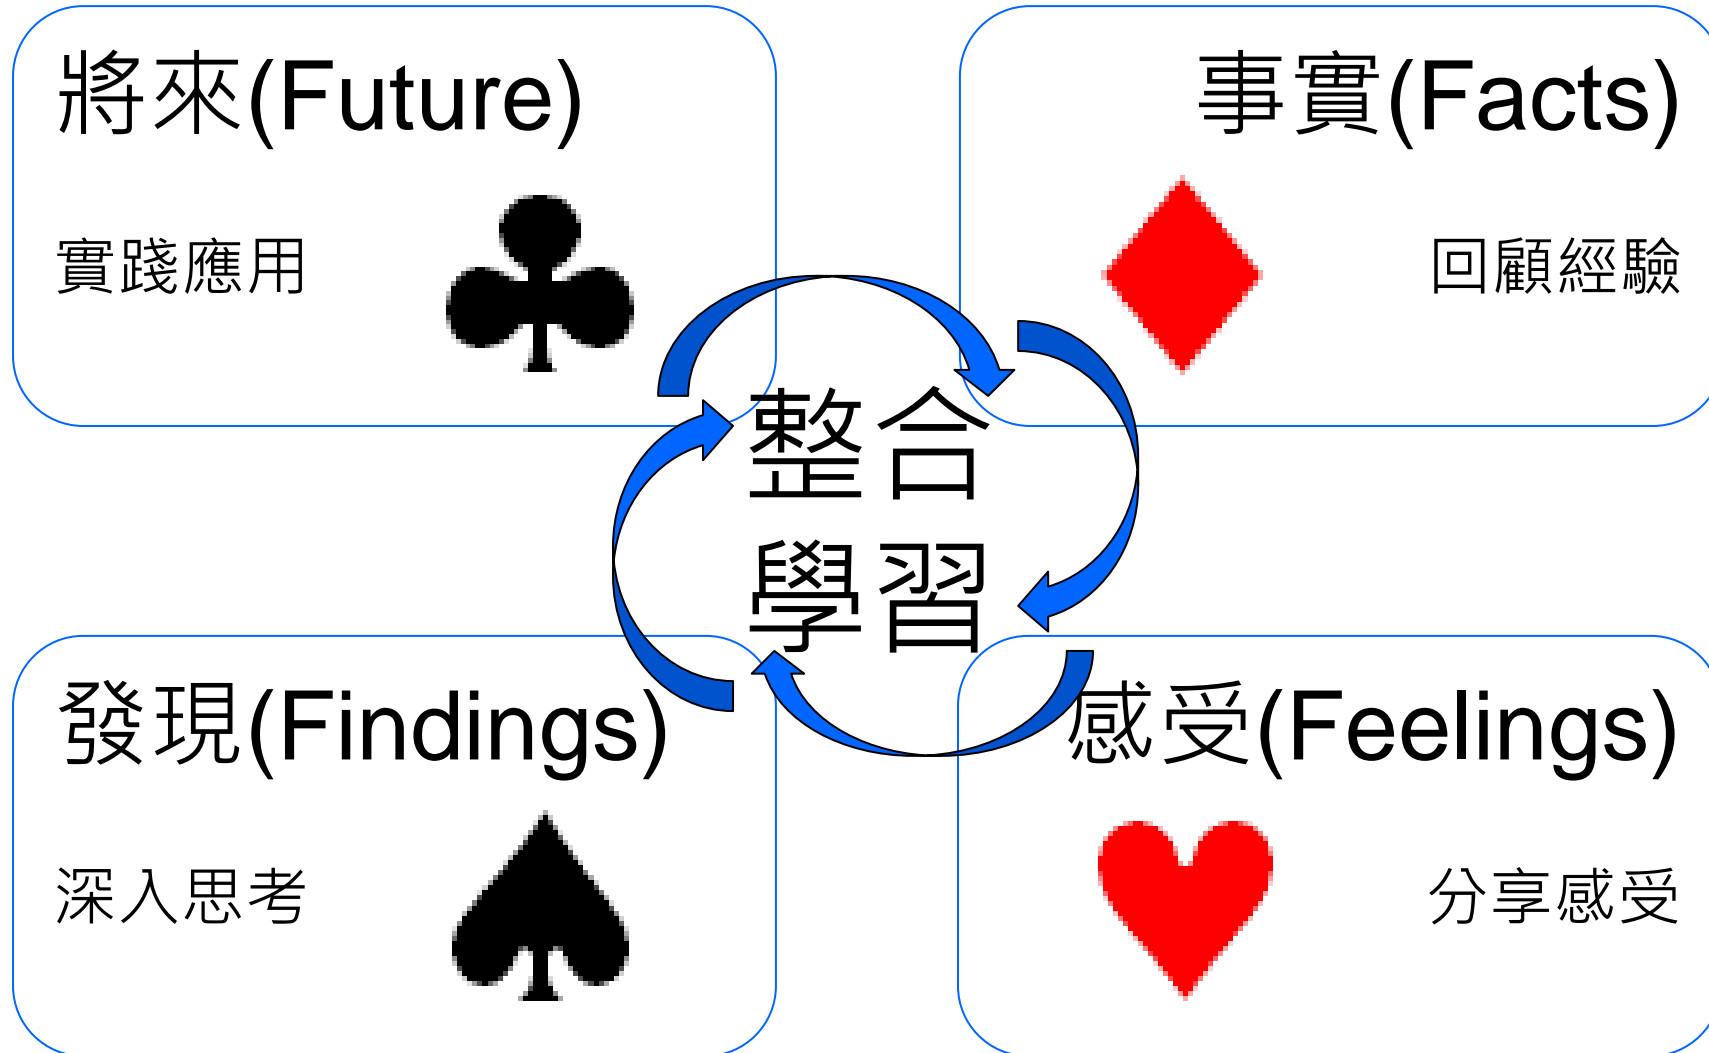 將來(Future)
實踐應用
事實(Facts)
回顧經驗
整合
學習
發現(Findings)
深入思考
感受(Feelings)
分享感受